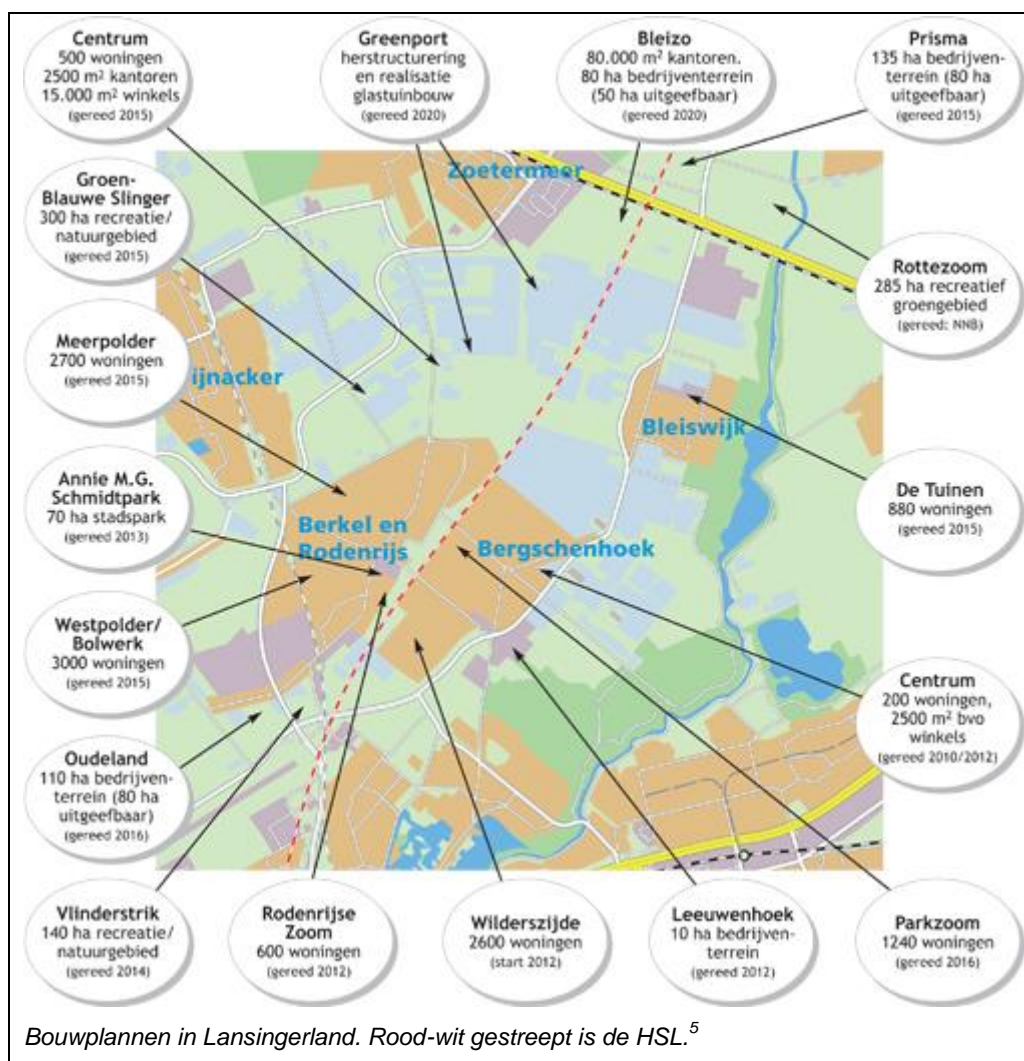 Centrum
500 woningen
2500 m² kantoren
15.000 m² winkels
(gereed 2015)
Greenport
herstructurering
en realisatie
glastuinbouw
(gereed 2020)
Bleizo
80.000 m² kantoren.
80 ha bedrijventerrein
(50 ha uitgeefbaar)
(gereed 2020)
Prisma
135 ha bedrijven-
terrein (80 ha
uitgeefbaar)
(gereed 2015)
Groen-
Blauwe Slinger
300 ha recreatie/
natuurgebied
(gereed 2015)
Zoetermeer
Rottezoom
285 ha recreatief
groengebied
(gereed: NNB)
Meerpolder
2700 woningen
(gereed 2015)
ijnacker
Bleiswijk
Annie M.G.
Schmidtpark
70 ha stadspark
(gereed 2013)
De Tuinen
880 woningen
(gereed 2015)
Berkel en
Rodenrijs
Bergschenhoek
Westpolder/
Bolwerk
3000 woningen
(gereed 2015)
Centrum
200 woningen,
2500 m² bvo
winkels
(gereed 2010/2012)
Oudeland
110 ha bedrijven-
terrein (80 ha
uitgeefbaar)
(gereed 2016)
Vlinderstrik
140 ha recreatie/
natuurgebied
(gereed 2014)
Rodenrijse
Zoom
600 woningen
(gereed 2012)
Wilderszijde
2600 woningen
(start 2012)
Leeuwenhoek
10 ha bedrijven-
terrein
(gereed 2012)
Parkzoom
1240 woningen
(gereed 2016)
Bouwplannen in Lansingerland. Rood-wit gestreept is de HSL.⁵